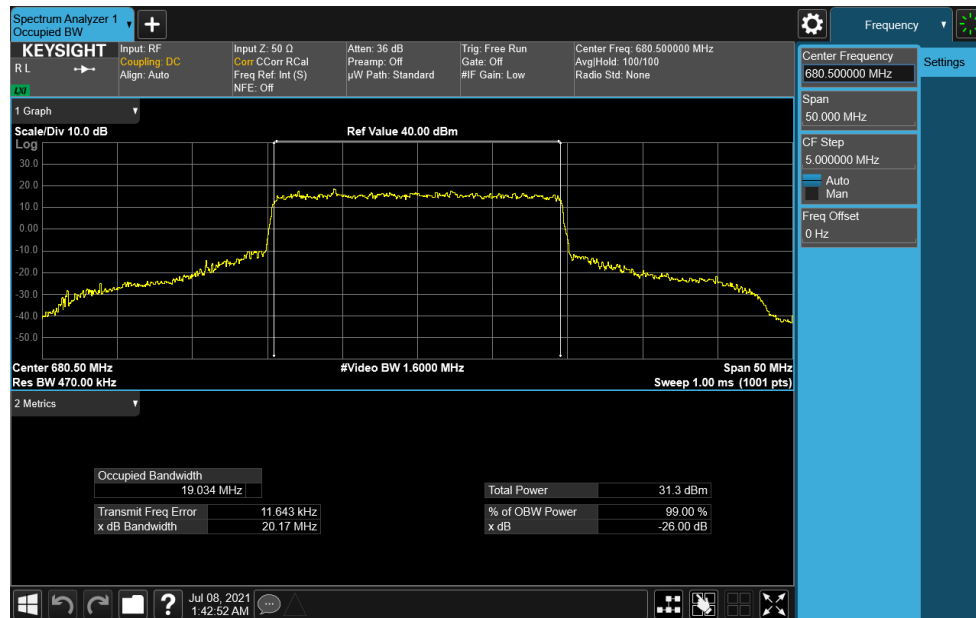 Spectrum Analyzer 1
Occupied BW
Frequency
KEYSIGHT
R L
LXI
Input: RF
Coupling: DC
Align: Auto
Input Z: 50 Ω
Corr CCorr RCal
Freq Ref: Int (S)
NFE: Off
Atten: 36 dB
Preamp: Off
µW Path: Standard
Trig: Free Run
Gate: Off
#IF Gain: Low
Center Freq: 680.500000 MHz
Avg|Hold: 100/100
Radio Std: None
Center Frequency
680.500000 MHz
Settings
Span
50.000 MHz
CF Step
5.000000 MHz
Auto
Man
Freq Offset
0 Hz
1 Graph
Scale/Div 10.0 dB
Ref Value 40.00 dBm
Log
30.0
20.0
10.0
0.00
-10.0
-20.0
-30.0
-40.0
-50.0
Center 680.50 MHz
#Video BW 1.6000 MHz
Span 50 MHz
Res BW 470.00 kHz
Sweep 1.00 ms (1001 pts)
2 Metrics
Occupied Bandwidth
19.034 MHz
Total Power 31.3 dBm
Transmit Freq Error 11.643 kHz
% of OBW Power 99.00 %
x dB Bandwidth 20.17 MHz
x dB -26.00 dB
?
Jul 08, 2021
1:42:52 AM